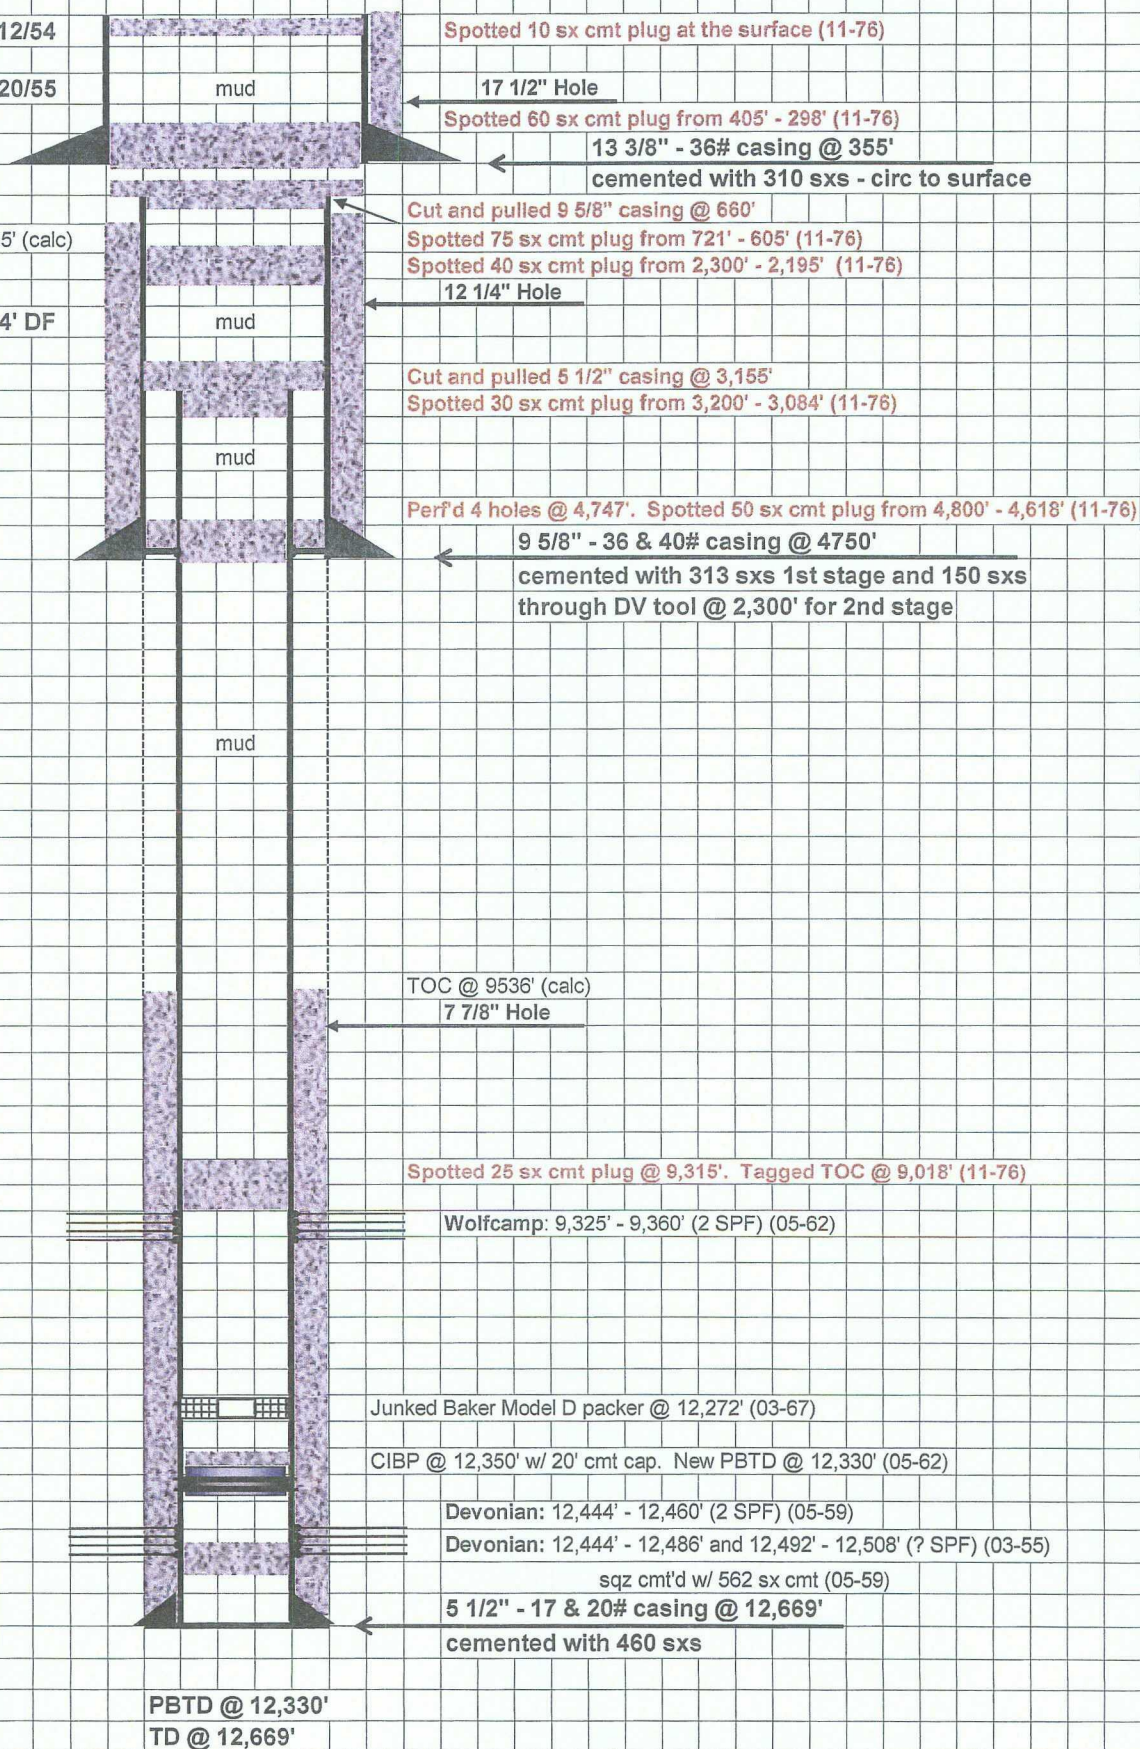 12/54
Spotted 10 sx cmt plug at the surface (11-76)
20/55
mud
17 1/2" Hole
Spotted 60 sx cmt plug from 405' - 298' (11-76)
13 3/8" - 36# casing @ 355'
cemented with 310 sxs - circ to surface
Cut and pulled 9 5/8" casing @ 660'
5' (calc)
Spotted 75 sx cmt plug from 721' - 605' (11-76)
Spotted 40 sx cmt plug from 2,300' - 2,195' (11-76)
12 1/4" Hole
4' DF
mud
Cut and pulled 5 1/2" casing @ 3,155'
Spotted 30 sx cmt plug from 3,200' - 3,084' (11-76)
mud
Perf'd 4 holes @ 4,747'. Spotted 50 sx cmt plug from 4,800' - 4,618' (11-76)
9 5/8" - 36 & 40# casing @ 4750'
cemented with 313 sxs 1st stage and 150 sxs
through DV tool @ 2,300' for 2nd stage
mud
TOC @ 9536' (calc)
7 7/8" Hole
Spotted 25 sx cmt plug @ 9,315'. Tagged TOC @ 9,018' (11-76)
Wolfcamp: 9,325' - 9,360' (2 SPF) (05-62)
Junked Baker Model D packer @ 12,272' (03-67)
CIBP @ 12,350' w/ 20' cmt cap. New PBTD @ 12,330' (05-62)
Devonian: 12,444' - 12,460' (2 SPF) (05-59)
Devonian: 12,444' - 12,486' and 12,492' - 12,508' (? SPF) (03-55)
sqz cmt'd w/ 562 sx cmt (05-59)
5 1/2" - 17 & 20# casing @ 12,669'
cemented with 460 sxs
PBTD @ 12,330'
TD @ 12,669'